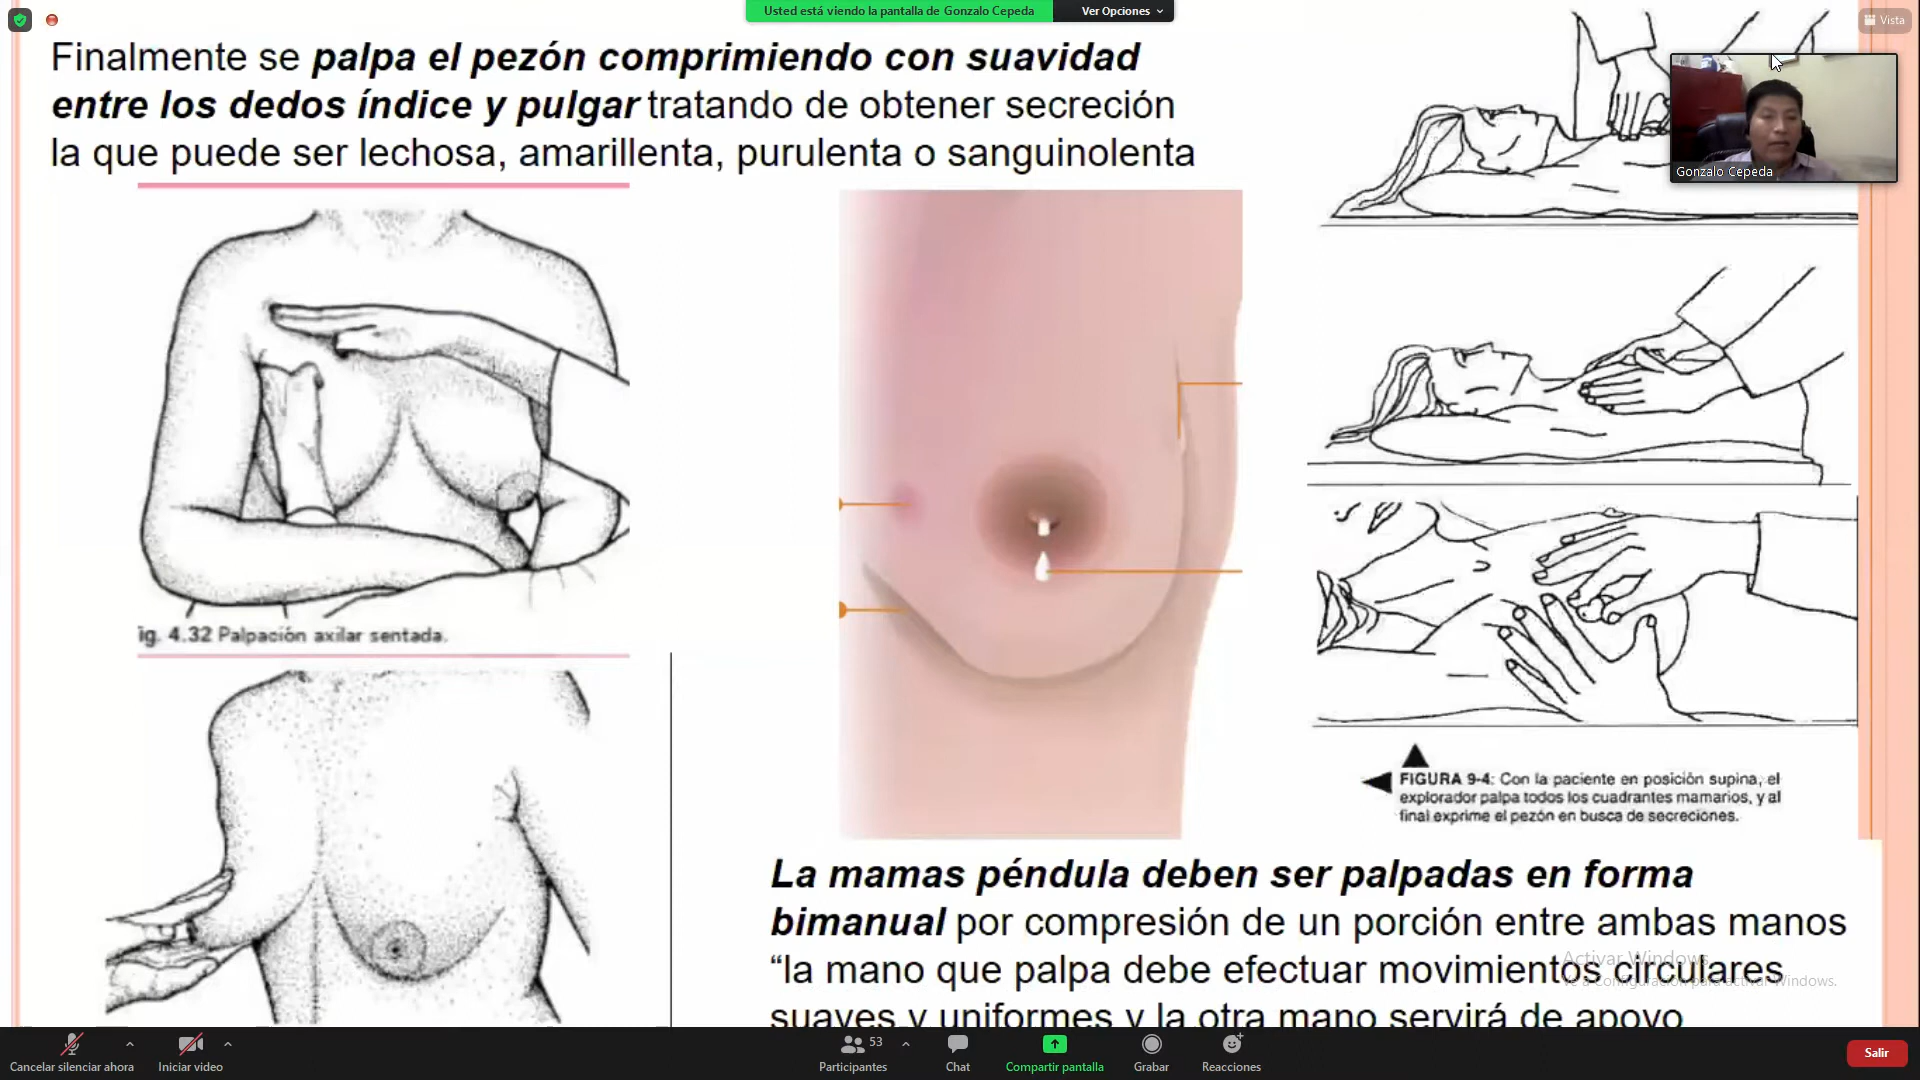 Usted está viendo la pantalla de Gonzalo Cepeda
Ver Opciones
Vista
Finalmente se palpa el pezón comprimiendo con suavidad
entre los dedos índice y pulgar tratando de obtener secreción
la que puede ser lechosa, amarillenta, purulenta o sanguinolenta
Gonzalo Cepeda
ig. 4.32 Palpación axilar sentada.
FIGURA 9-4: Con la paciente en posición supina, el
explorador palpa todos los cuadrantes mamarios, y al
final exprime el pezón en busca de secreciones.
La mamas péndula deben ser palpadas en forma
bimanual por compresión de un porción entre ambas manos
“la mano que palpa debe efectuar movimientos circulares
suaves y uniformes y la otra mano servirá de apoyo
Activar Windows
Ve a Configuración para activar Windows.
Cancelar silenciar ahora
Iniciar video
53
Participantes
Chat
Compartir pantalla
Grabar
Reacciones
Salir